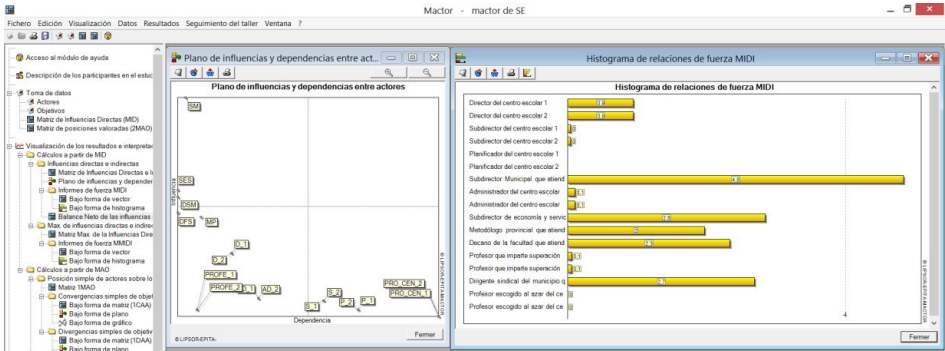 Mactor - mactor de SE
Fichero Edición Visualización Datos Resultados Seguimiento del taller Ventana ?
Acceso al módulo de ayuda
Descripción de los participantes en el estuc
Toma de datos
Actores
Objetivos
Matriz de Influencias Directas (MID)
Matriz de posiciones valoradas (2MAO)
Visualización de los resultados e interpretac
Cálculos a partir de MID
Influencias directas e indirectas
Matriz de Influencias Directas e I
Plano de influencias y depender
Informes de fuerza MIDI
Bajo forma de vector
Bajo forma de histograma
Balance Neto de las influencias
Max. de influencias directas e indirec
Matriz Max. de la Influencias Dire
Informes de fuerza MMIDI
Bajo forma de vector
Bajo forma de histograma
Cálculos a partir de MAO
Posición simple de actores sobre lo
Matriz 1MAO
Convergencias simples de objet
Bajo forma de matriz (1CAA)
Bajo forma de plano
Bajo forma de gráfico
Divergencias simples de objetiv
Bajo forma de matriz (1DAA)
Bajo forma de plano
Plano de influencias y dependencias entre act...
Plano de influencias y dependencias entre actores
SM
SES
DSM
DFS
MP
D_1
D_2
PROFE_1
PROFE_2
D_1
AD_2
S_1
S_2
P_2
P_1
PRO_CEN_2
PRO_CEN_1
Dependencia
© LIPSOR-EPITA-MACTOR
© LIPSOR-EPITA-
Fermer
Histograma de relaciones de fuerza MIDI
Histograma de relaciones de fuerza MIDI
Director del centro escolar 1
Director del centro escolar 2
Subdirector del centro escolar 1
Subdirector del centro escolar 2
Planificador del centro escolar 1
Planificador del centro escolar 2
Subdirector Municipal que atiend
Administrador del centro escolar
Administrador del centro escolar
Subdirector de economía y servic
Metodólogo provincial que atiend
Decano de la facultad que atiend
Profesor que imparte superación
Profesor que imparte superación
Dirigente sindical del municipio q
Profesor escogido al azar del ce
Profesor escogido al azar del ce
4
© LIPSOR-EPITA-MACTOR
Fermer